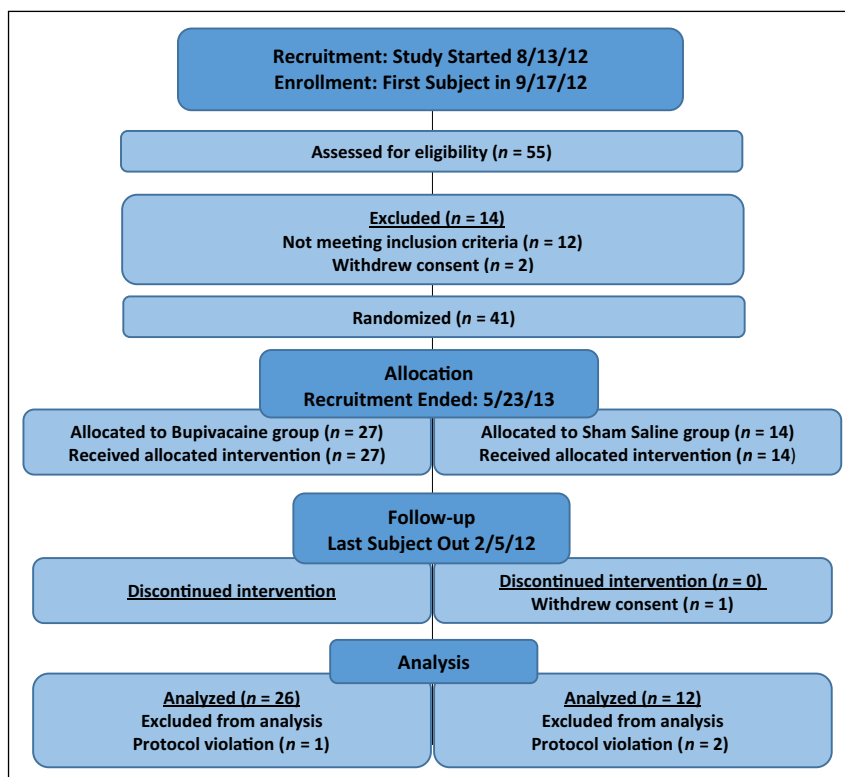 Recruitment: Study Started 8/13/12
Enrollment: First Subject in 9/17/12
Assessed for eligibility (n = 55)
Excluded (n = 14)
Not meeting inclusion criteria (n = 12)
Withdrew consent (n = 2)
Randomized (n = 41)
Allocation
Recruitment Ended: 5/23/13
Allocated to Bupivacaine group (n = 27)
Received allocated intervention (n = 27)
Allocated to Sham Saline group (n = 14)
Received allocated intervention (n = 14)
Follow-up
Last Subject Out 2/5/12
Discontinued intervention
Discontinued intervention (n = 0)
Withdrew consent (n = 1)
Analysis
Analyzed (n = 26)
Excluded from analysis
Protocol violation (n = 1)
Analyzed (n = 12)
Excluded from analysis
Protocol violation (n = 2)